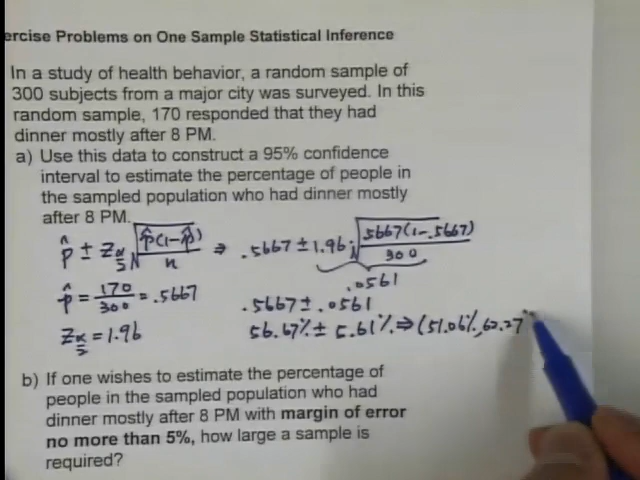 ercise Problems on One Sample Statistical Inference
In a study of health behavior, a random sample of
300 subjects from a major city was surveyed. In this
random sample, 170 responded that they had
dinner mostly after 8 PM.
a) Use this data to construct a 95% confidence
interval to estimate the percentage of people in
the sampled population who had dinner mostly
after 8 PM.
p̂ ± Z_{α/2} √(p̂(1-p̂)/n) ⇒ .5667 ± 1.96 · √(.5667(1-.5667)/300)
.0561
p̂ = 170/300 = .5667
.5667 ± .0561
Z_{α/2} = 1.96
56.67% ± 5.61% ⇒ (51.06%, 62.27
b) If one wishes to estimate the percentage of
people in the sampled population who had
dinner mostly after 8 PM with margin of error
no more than 5%, how large a sample is
required?